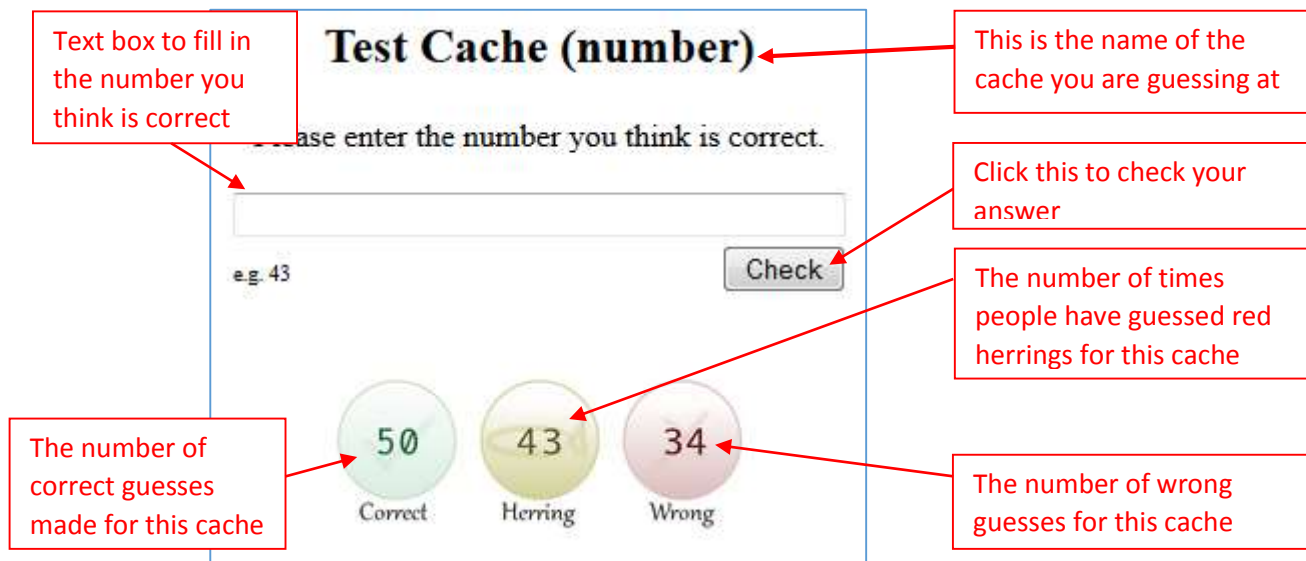 Text box to fill in
the number you
think is correct
Test Cache (number)
This is the name of the
cache you are guessing at
ase enter the number you think is correct.
Click this to check your
answer
e.g. 43
Check
The number of times
people have guessed red
herrings for this cache
50
43
34
Correct
Herring
Wrong
The number of
correct guesses
made for this cache
The number of wrong
guesses for this cache